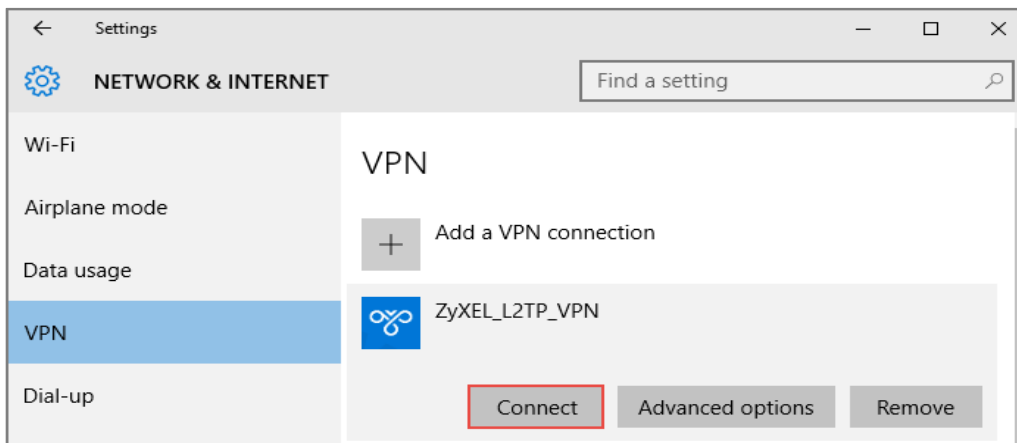 Settings
NETWORK & INTERNET
Find a setting
Wi-Fi
Airplane mode
Data usage
VPN
Dial-up
VPN
Add a VPN connection
ZyXEL_L2TP_VPN
Connect Advanced options Remove